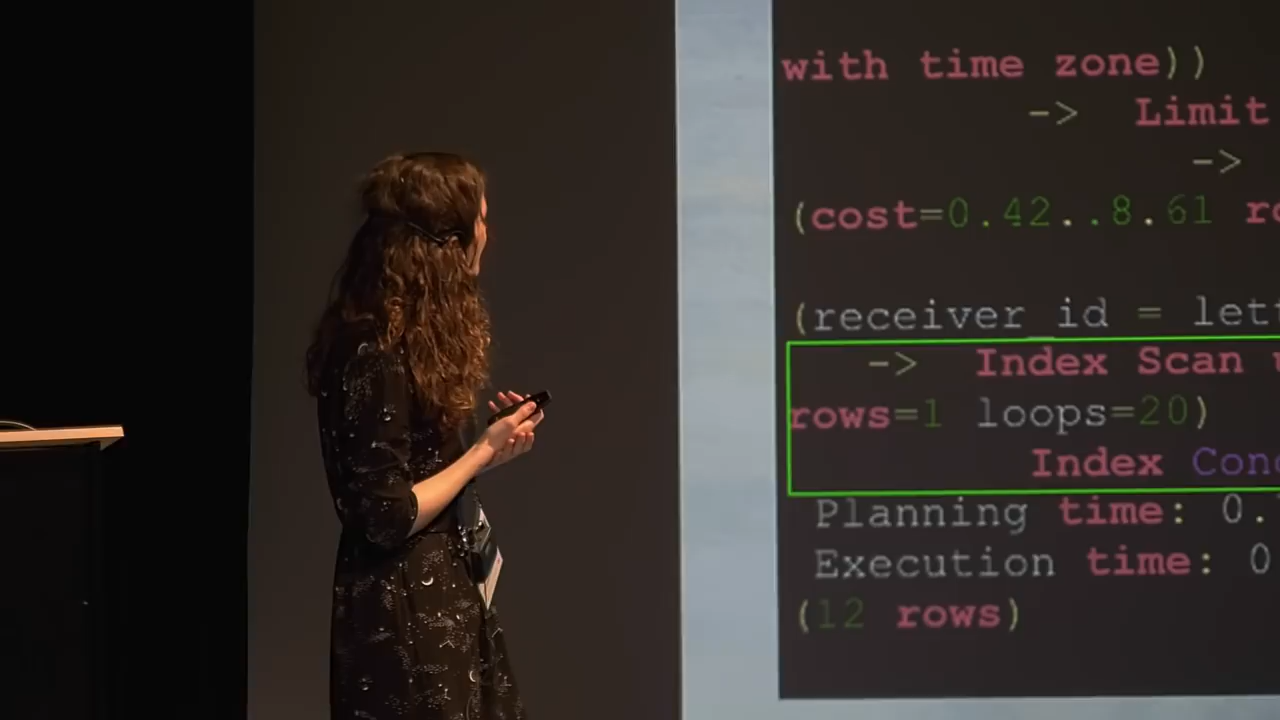 with time zone))
-> Limit
->
(cost=0.42..8.61
(receiver_id =
-> Index Scan
rows=1 loops=20)
Index
Planning time: 0.
Execution time: 0
(12 rows)